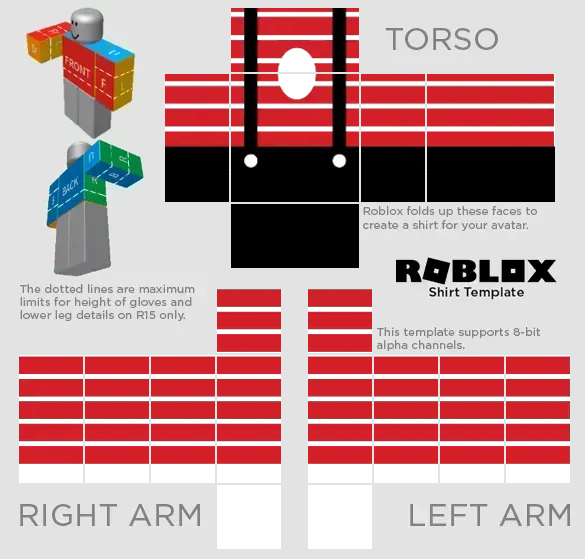 FRONT
F
L
U
BACK
R
B
TORSO
Roblox folds up these faces to
create a shirt for your avatar.
ROBLOX
Shirt Template
The dotted lines are maximum
limits for height of gloves and
lower leg details on R15 only.
This template supports 8-bit
alpha channels.
RIGHT ARM
LEFT ARM